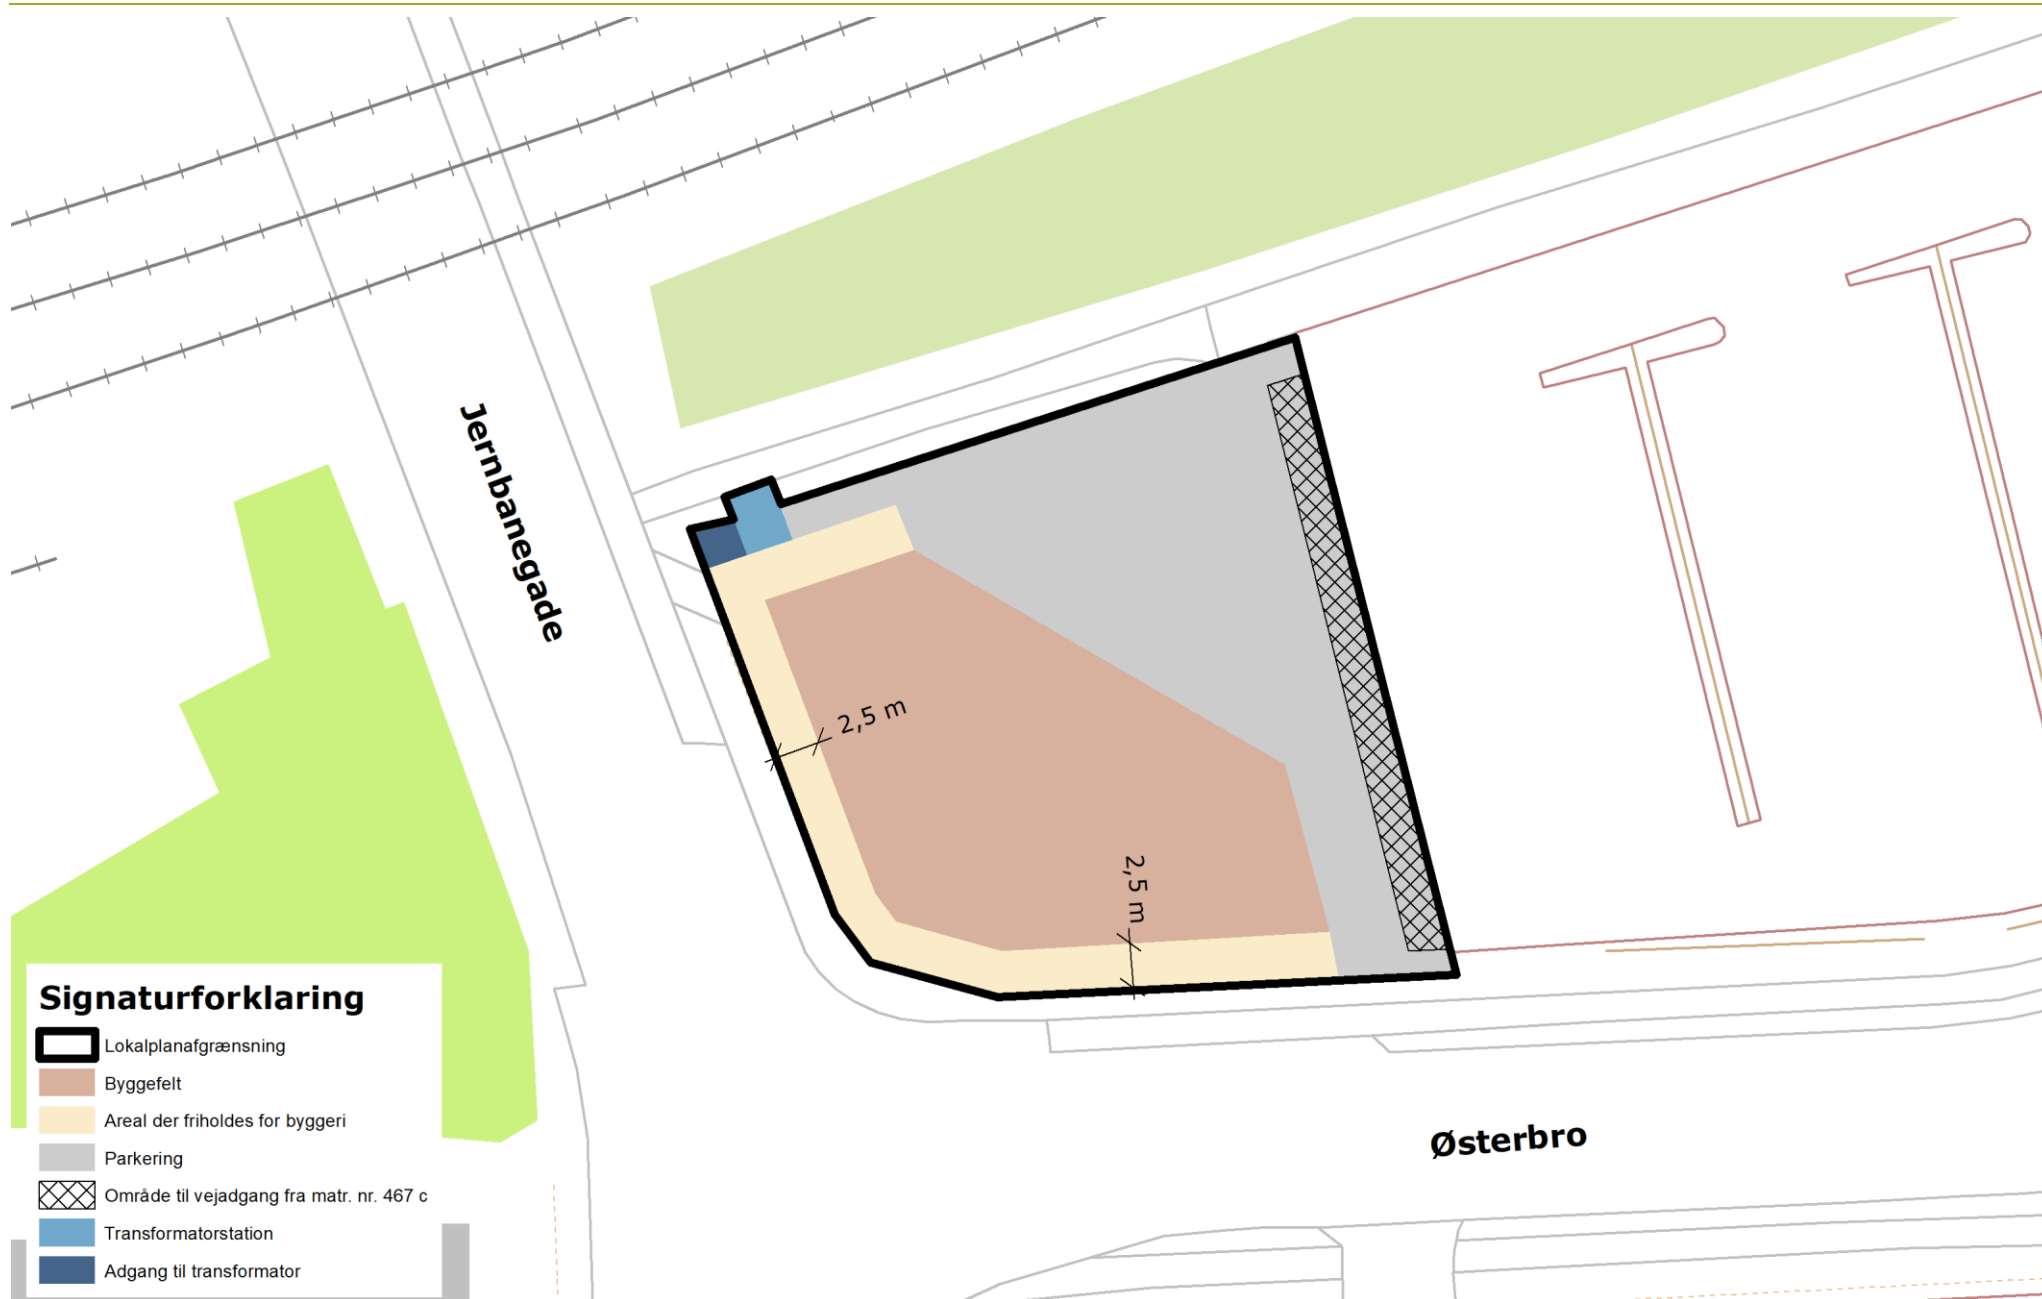 Jernbanegade
2,5 m
2,5 m
Østerbro
Signaturforklaring
Lokalplanafgrænsning
Byggefelt
Areal der friholdes for byggeri
Parkering
Område til vejadgang fra matr. nr. 467 c
Transformatorstation
Adgang til transformator